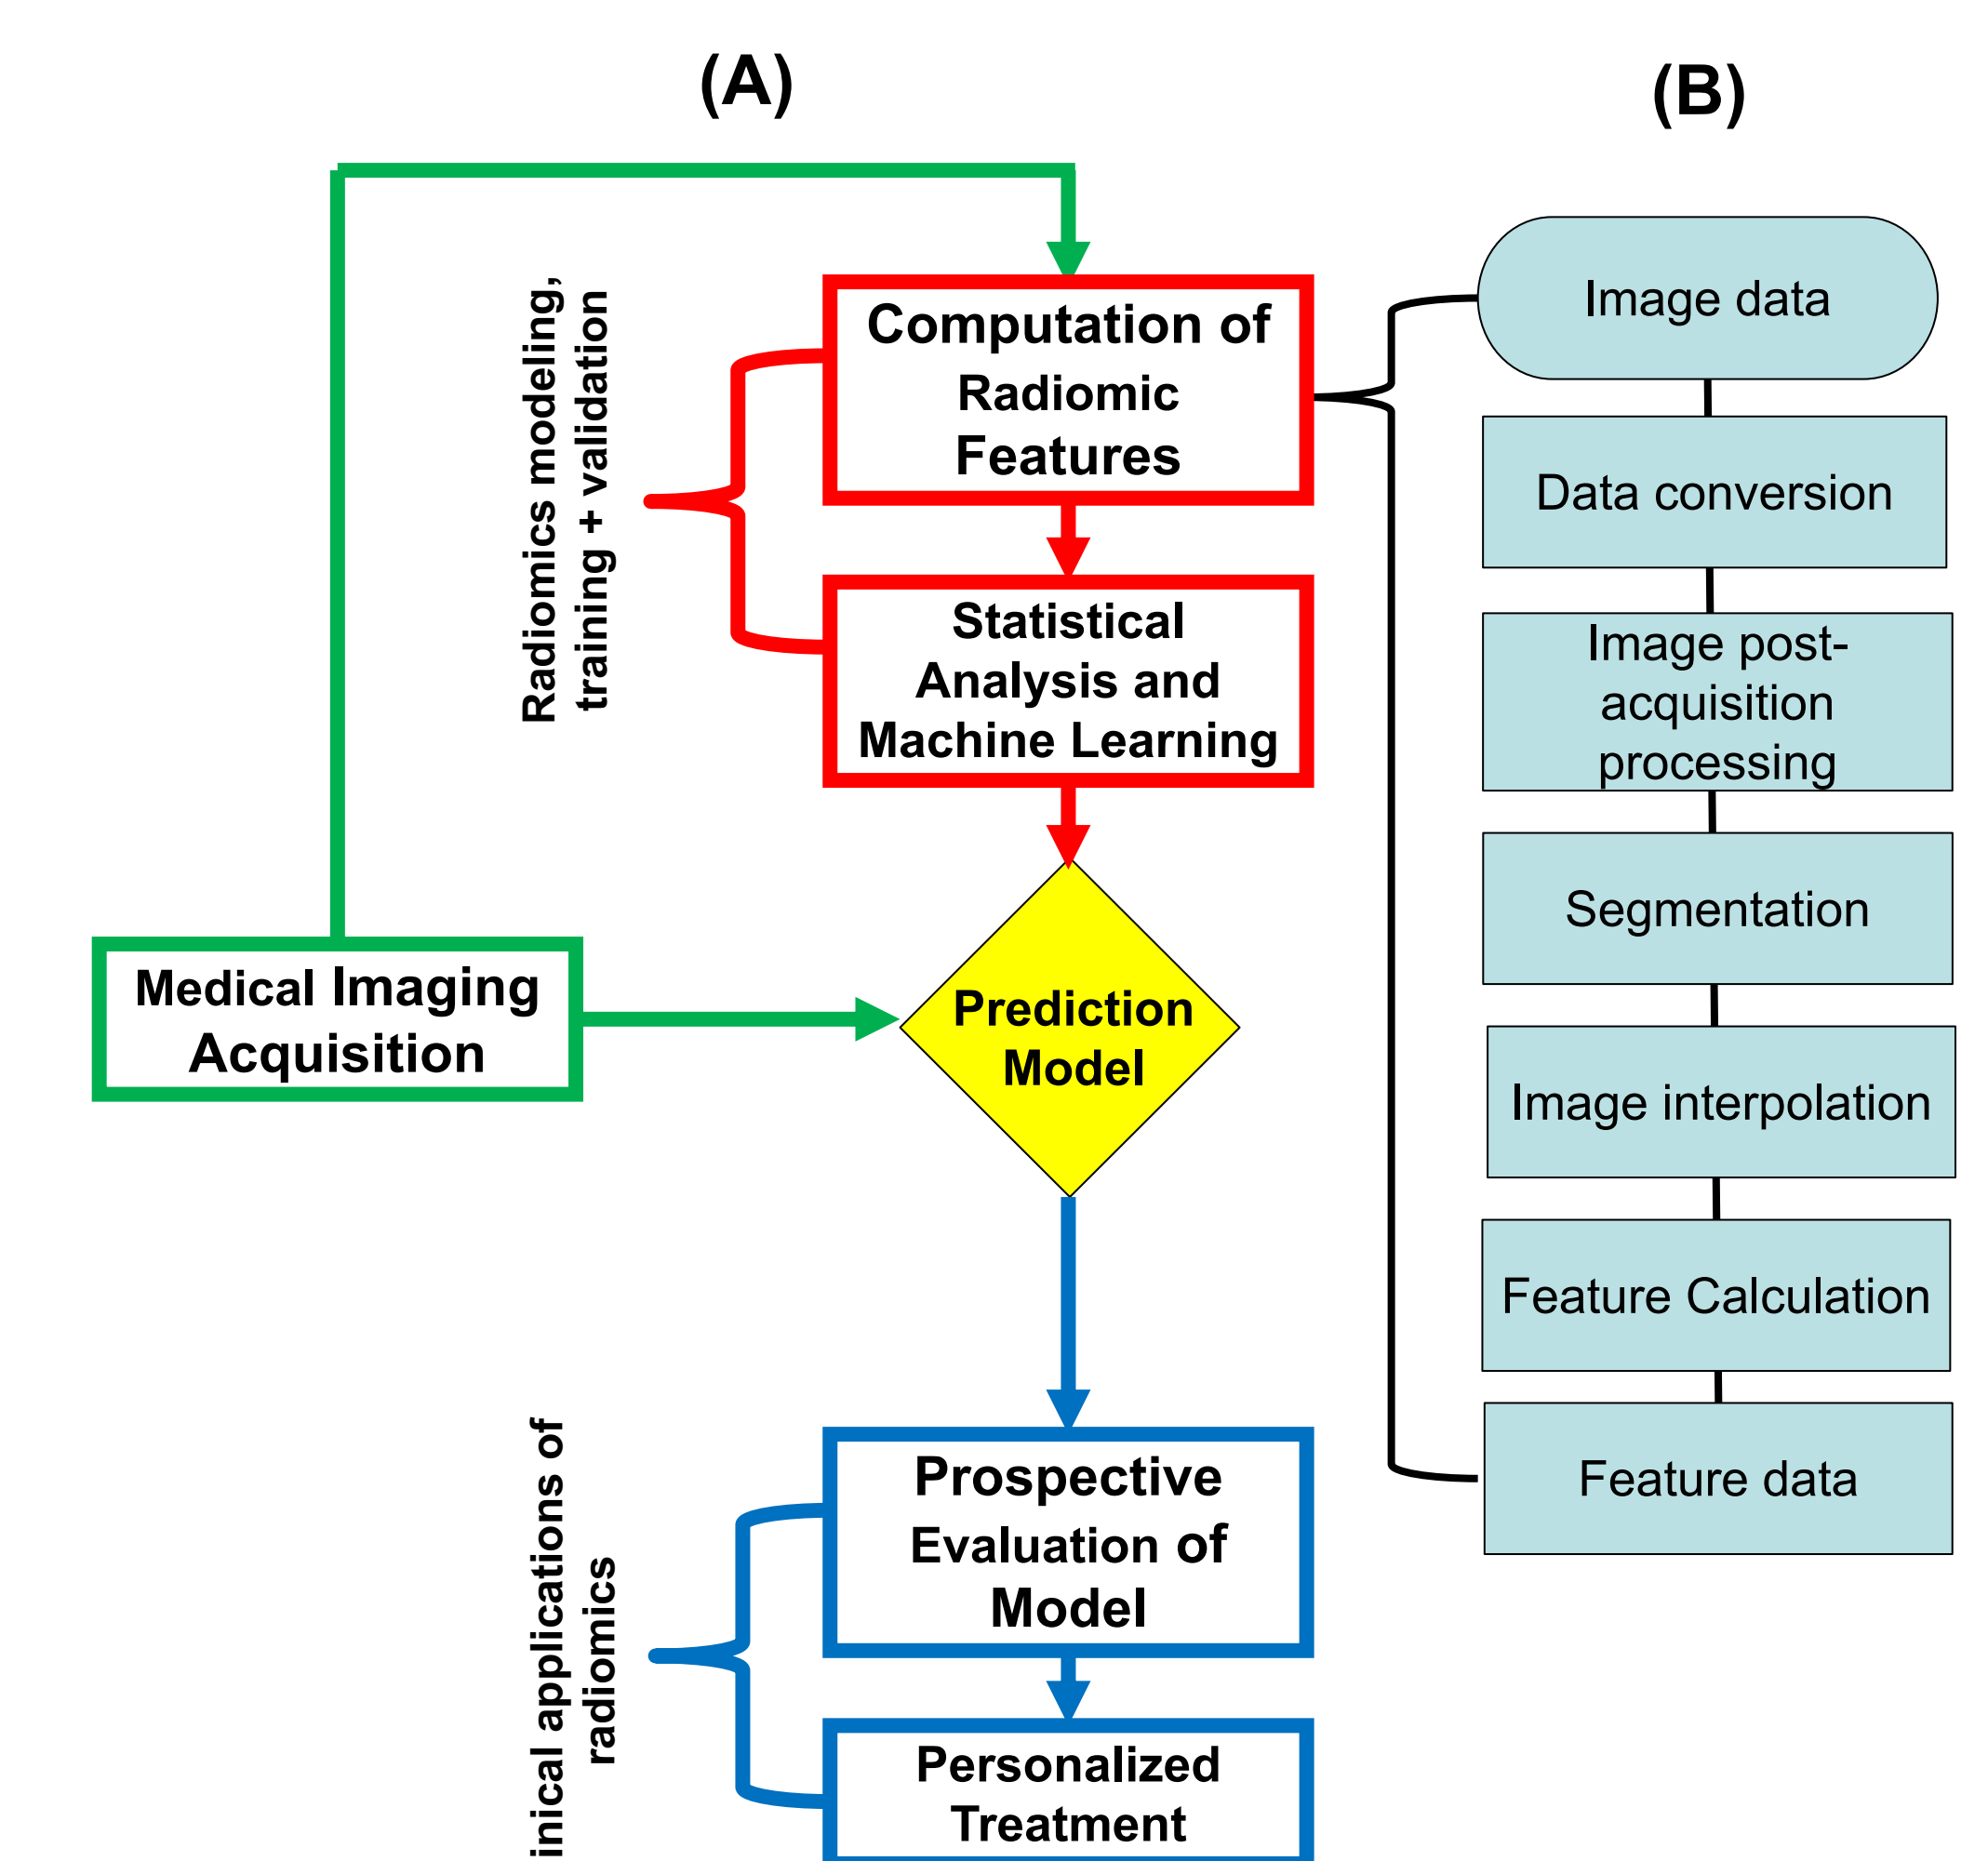 (A)
(B)
Radiomics modeling,
training + validation
Computation of
Radiomic
Features
Statistical
Analysis and
Machine Learning
Medical Imaging
Acquisition
Prediction
Model
applications of
radiomics
Prospective
Evaluation of
Model
Personalized
Treatment
Image data
Data conversion
Image post-
acquisition
processing
Segmentation
Image interpolation
Feature Calculation
Feature data